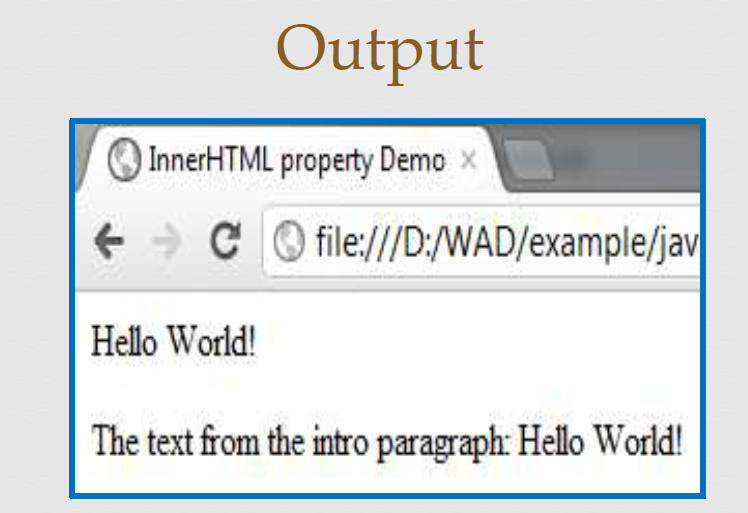 Output
InnerHTML property Demo ×
file:///D:/WAD/example/jav
Hello World!
The text from the intro paragraph: Hello World!